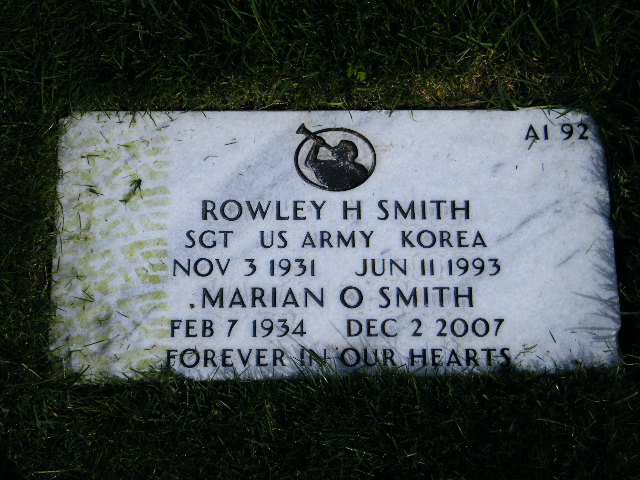 A1 92
ROWLEY H SMITH
SGT US ARMY KOREA
NOV 3 1931 JUN 11 1993
MARIAN O SMITH
FEB 7 1934 DEC 2 2007
FOREVER IN OUR HEARTS